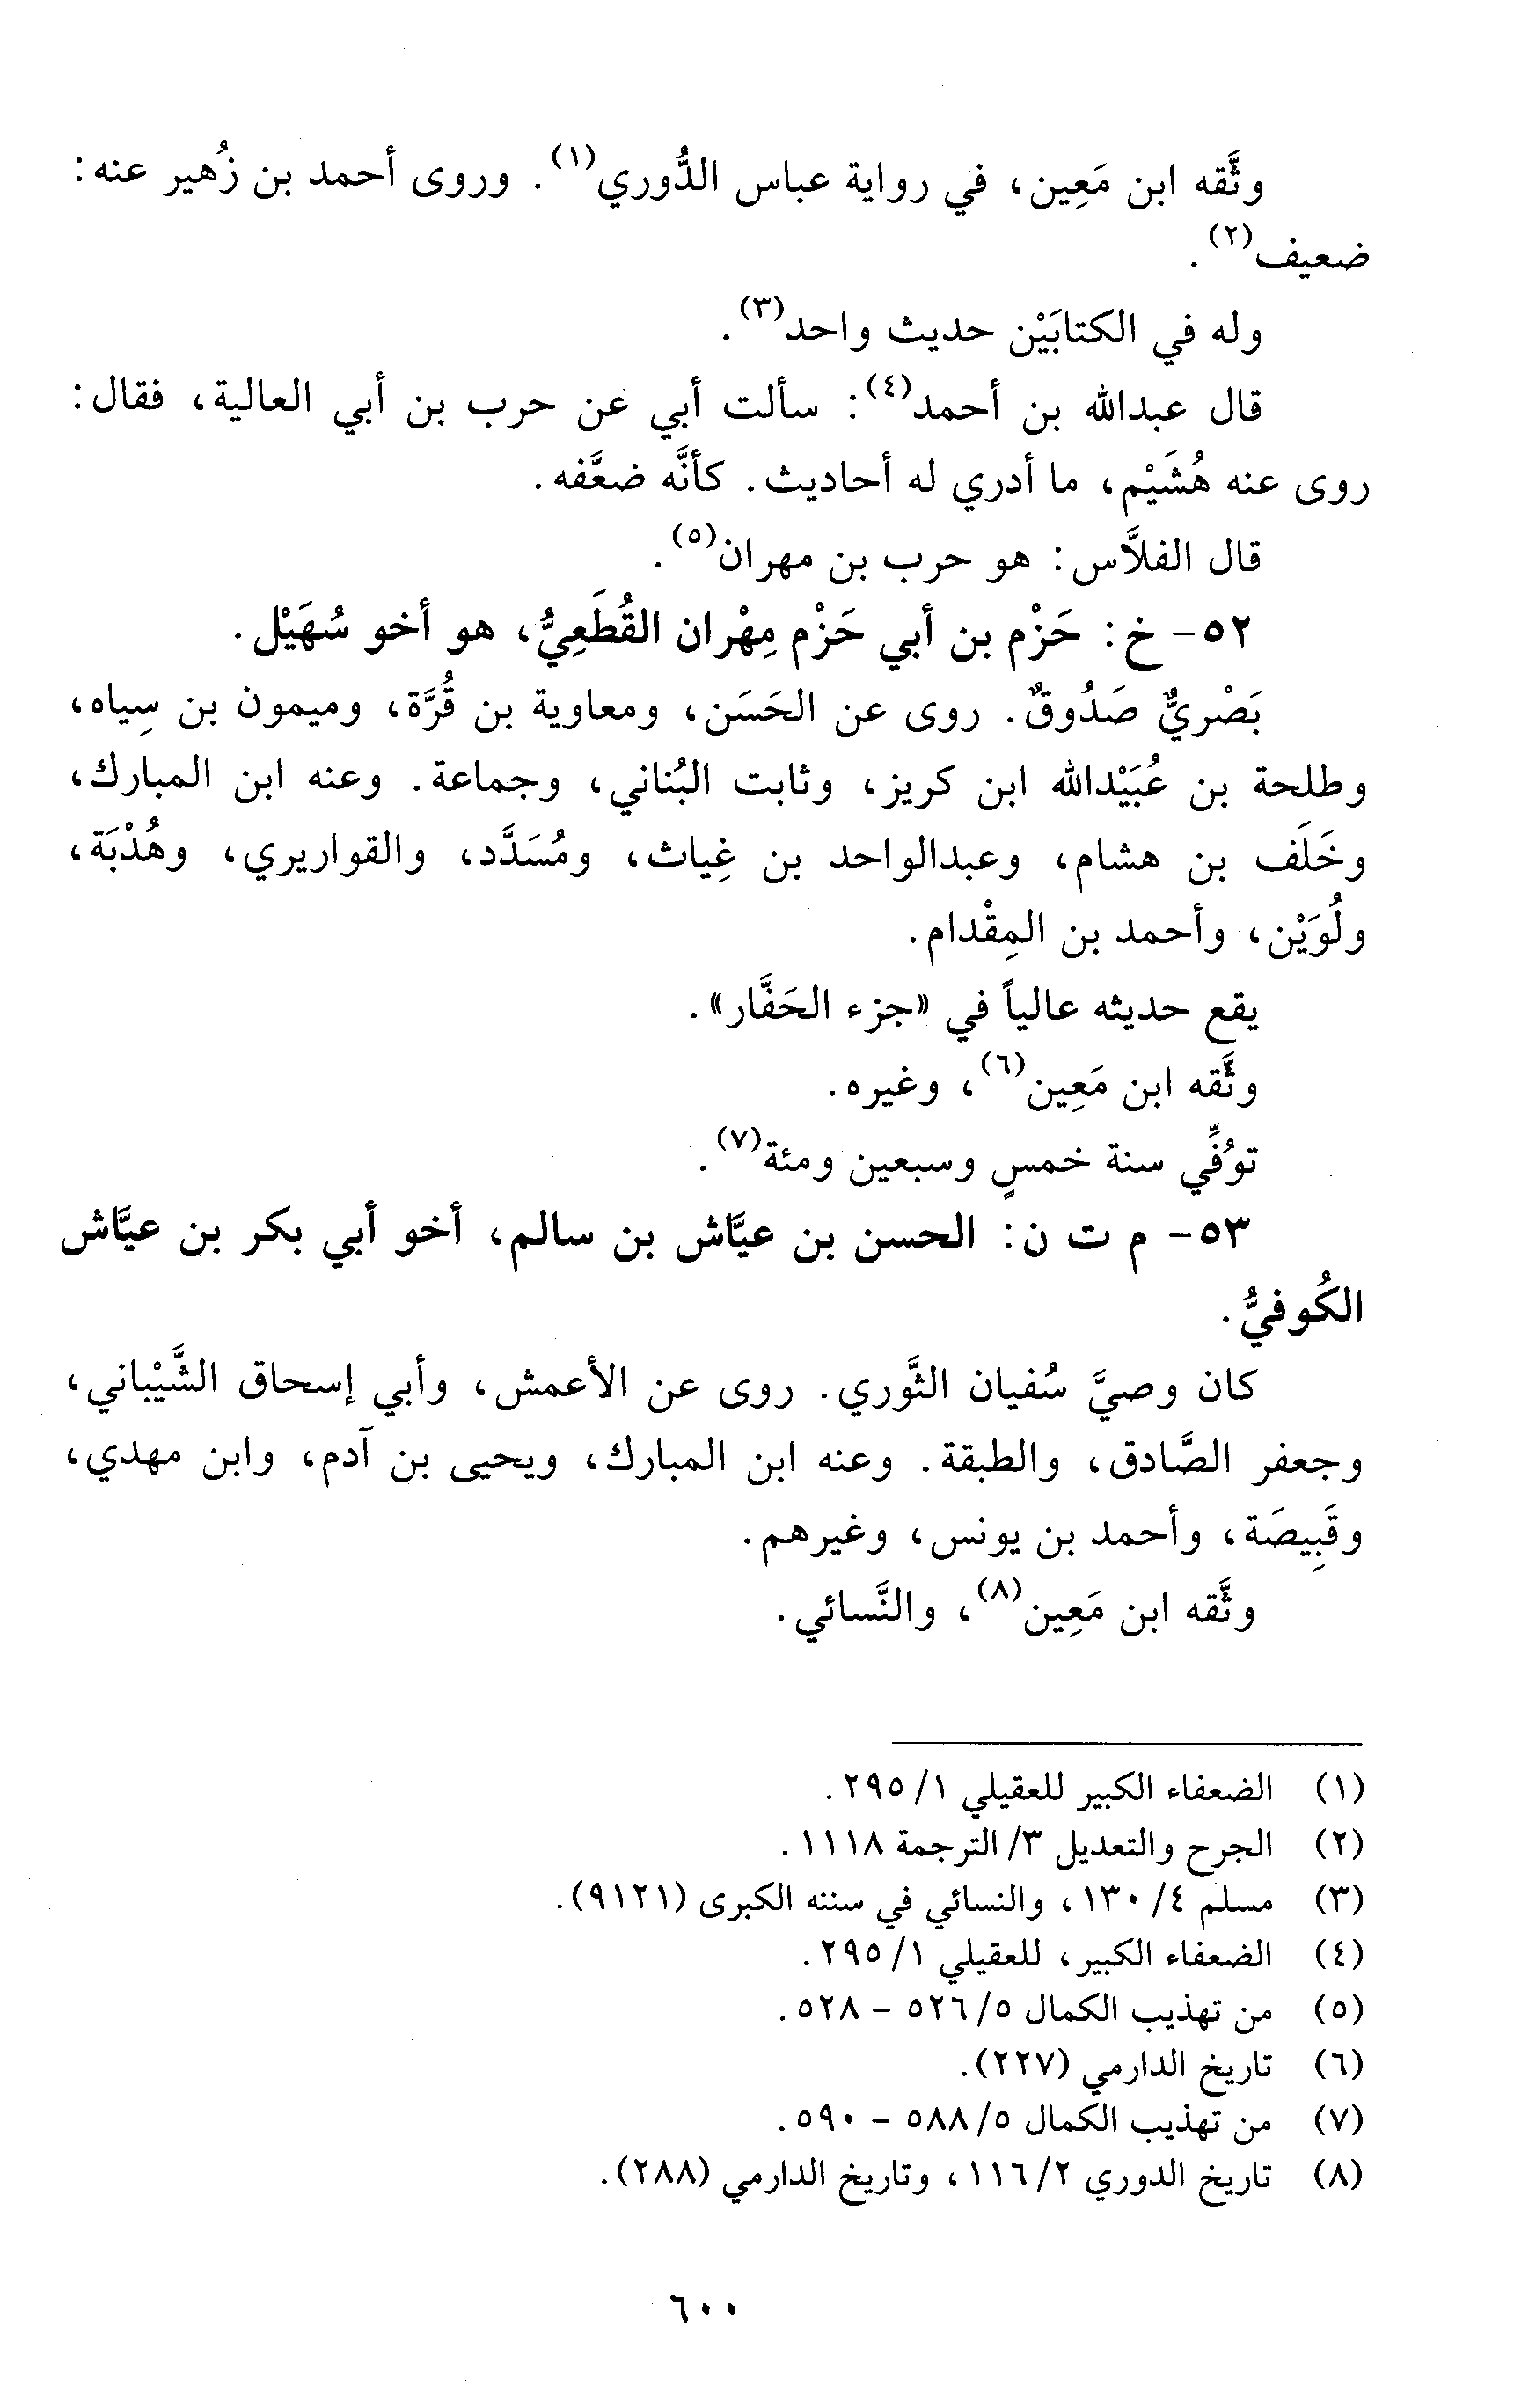 وثَّقه ابن مَعِين، في رواية عباس الدُّوري(١). وروى أحمد بن زُهير عنه:
ضعيف(٢).
وله في الكتابَيْن حديث واحد(٣).
قال عبدالله بن أحمد(٤): سألت أبي عن حرب بن أبي العالية، فقال:
روى عنه هُشَيْم، ما أدري له أحاديث. كأنَّه ضعَّفه.
قال الفلاَّس: هو حرب بن مهران(٥).
٥٢- خ: حَزْم بن أبي حَزْم مِهْران القُطَعِيُّ، هو أخو سُهَيْل.
بَصْريٌّ صَدُوقٌ. روى عن الحَسَن، ومعاوية بن قُرَّة، وميمون بن سِياه،
وطلحة بن عُبَيْدالله ابن كريز، وثابت البُناني، وجماعة. وعنه ابن المبارك،
وخَلَف بن هشام، وعبدالواحد بن غِياث، ومُسَدَّد، والقواريري، وهُدْبَة،
ولُوَيْن، وأحمد بن المِقْدام.
يقع حديثه عالياً في «جزء الحَفَّار».
وثَّقه ابن مَعِين(٦)، وغيره.
توُفِّي سنة خمسٍ وسبعين ومئة(٧).
٥٣- م ت ن: الحسن بن عيَّاش بن سالم، أخو أبي بكر بن عيَّاش
الكُوفيُّ.
كان وصيَّ سُفيان الثَّوري. روى عن الأعمش، وأبي إسحاق الشَّيْباني،
وجعفر الصَّادق، والطبقة. وعنه ابن المبارك، ويحيى بن آدم، وابن مهدي،
وقَبِيصَة، وأحمد بن يونس، وغيرهم.
وثَّقه ابن مَعِين(٨)، والنَّسائي.
(١) الضعفاء الكبير للعقيلي ١/ ٢٩٥.
(٢) الجرح والتعديل ٣/ الترجمة ١١١٨.
(٣) مسلم ٤/ ١٣٠، والنسائي في سننه الكبرى (٩١٢١).
(٤) الضعفاء الكبير، للعقيلي ١/ ٢٩٥.
(٥) من تهذيب الكمال ٥/ ٥٢٦ - ٥٢٨.
(٦) تاريخ الدارمي (٢٢٧).
(٧) من تهذيب الكمال ٥/ ٥٨٨ - ٥٩٠.
(٨) تاريخ الدوري ٢/ ١١٦، وتاريخ الدارمي (٢٨٨).
٦٠٠